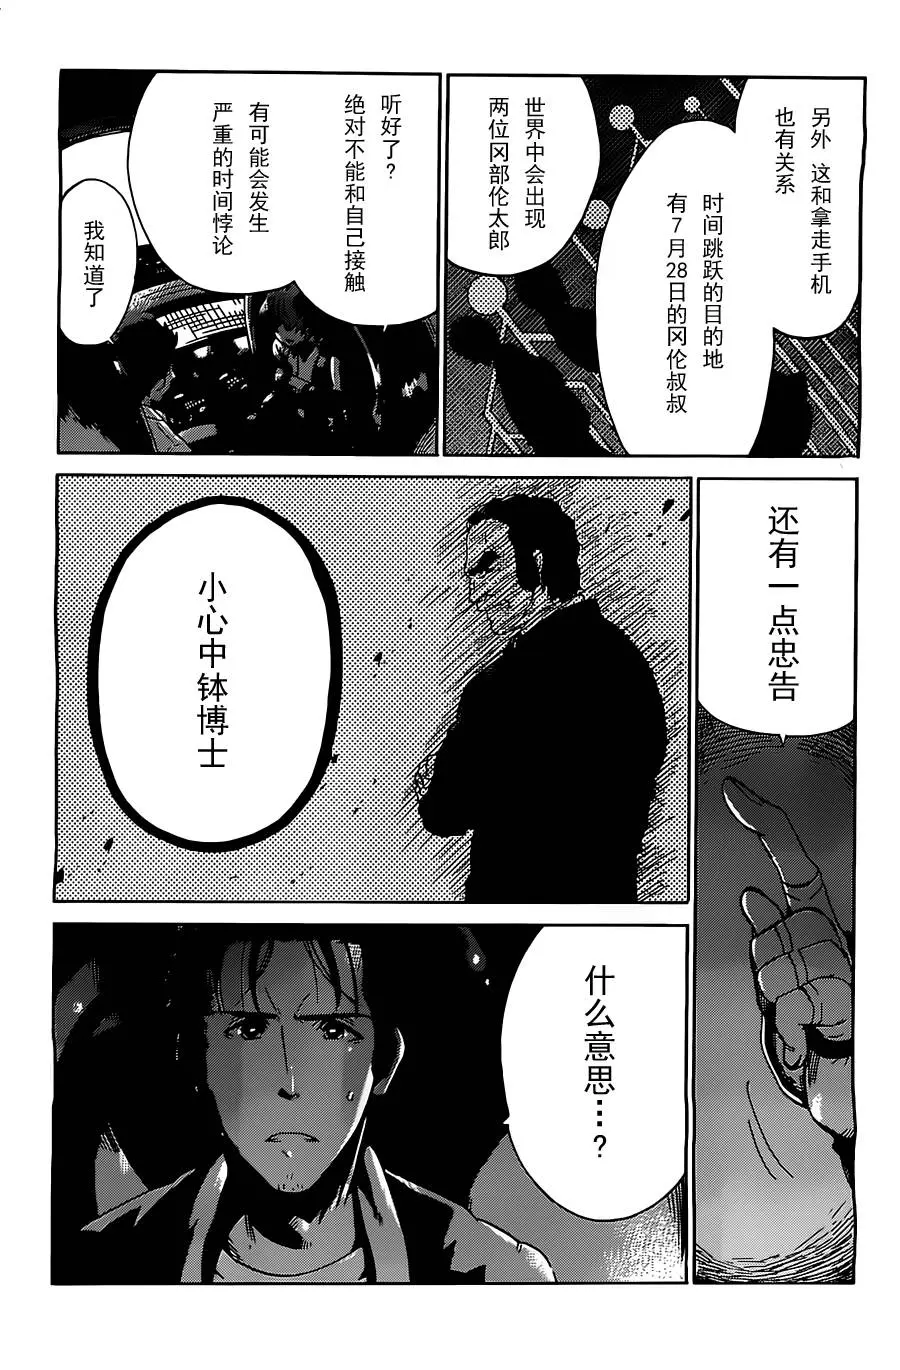 另外 这和拿走手机
也有关系
时间跳跃的目的地
有7月28日的冈伦叔叔
世界中会出现
两位冈部伦太郎
听好了?
绝对不能和自己接触
有可能会发生
严重的时间悖论
我知道了
还有一点忠告
小心中钵博士
什么意思…?